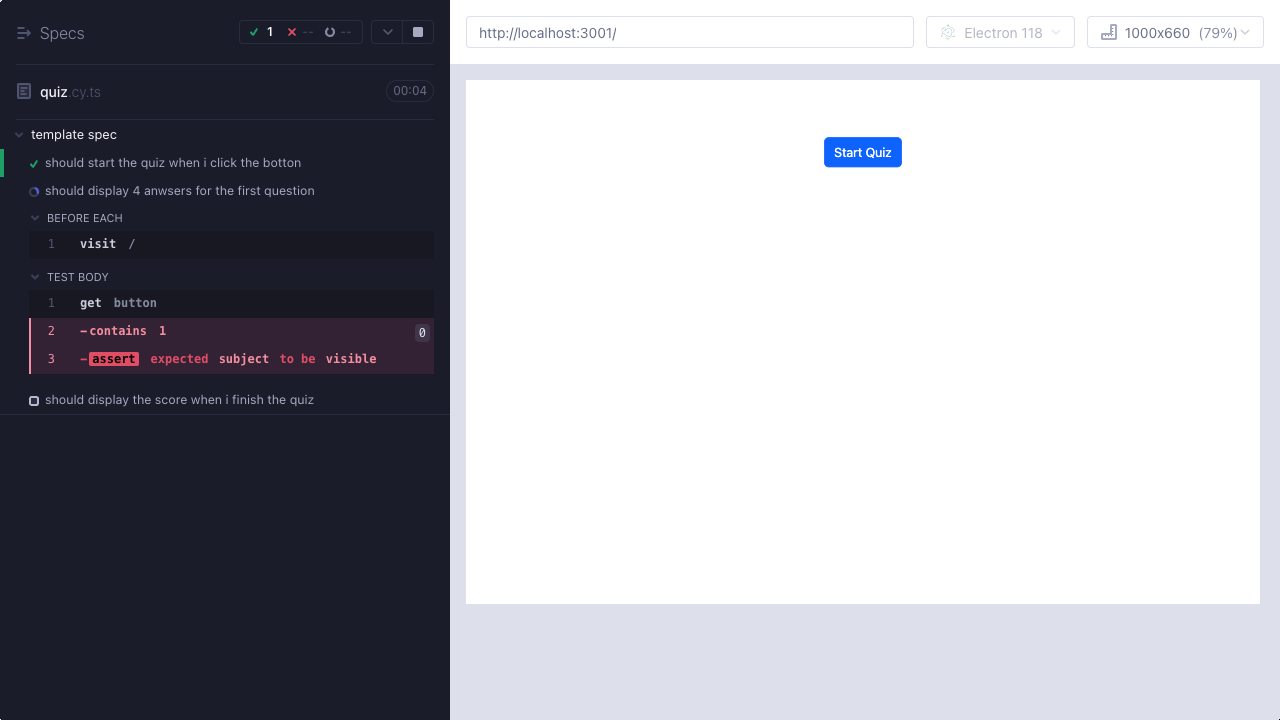 Specs
1 -- --
quiz.cy.ts
00:04
template spec
should start the quiz when i click the botton
should display 4 anwsers for the first question
BEFORE EACH
1 visit /
TEST BODY
1 get button
2 -contains 1 0
3 -assert expected subject to be visible
should display the score when i finish the quiz
http://localhost:3001/
Electron 118
1000x660 (79%)
Start Quiz